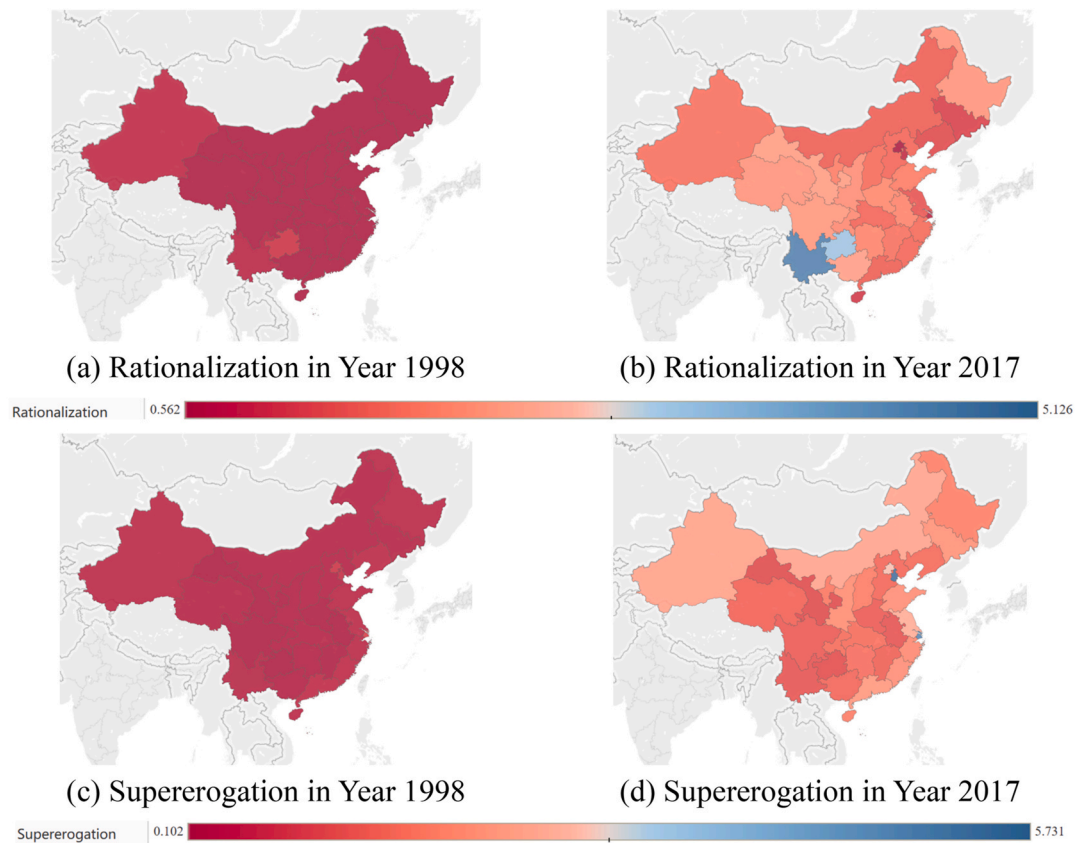 (a) Rationalization in Year 1998
(b) Rationalization in Year 2017
Rationalization 0.562 5.126
(c) Supererogation in Year 1998
(d) Supererogation in Year 2017
Supererogation 0.102 5.731